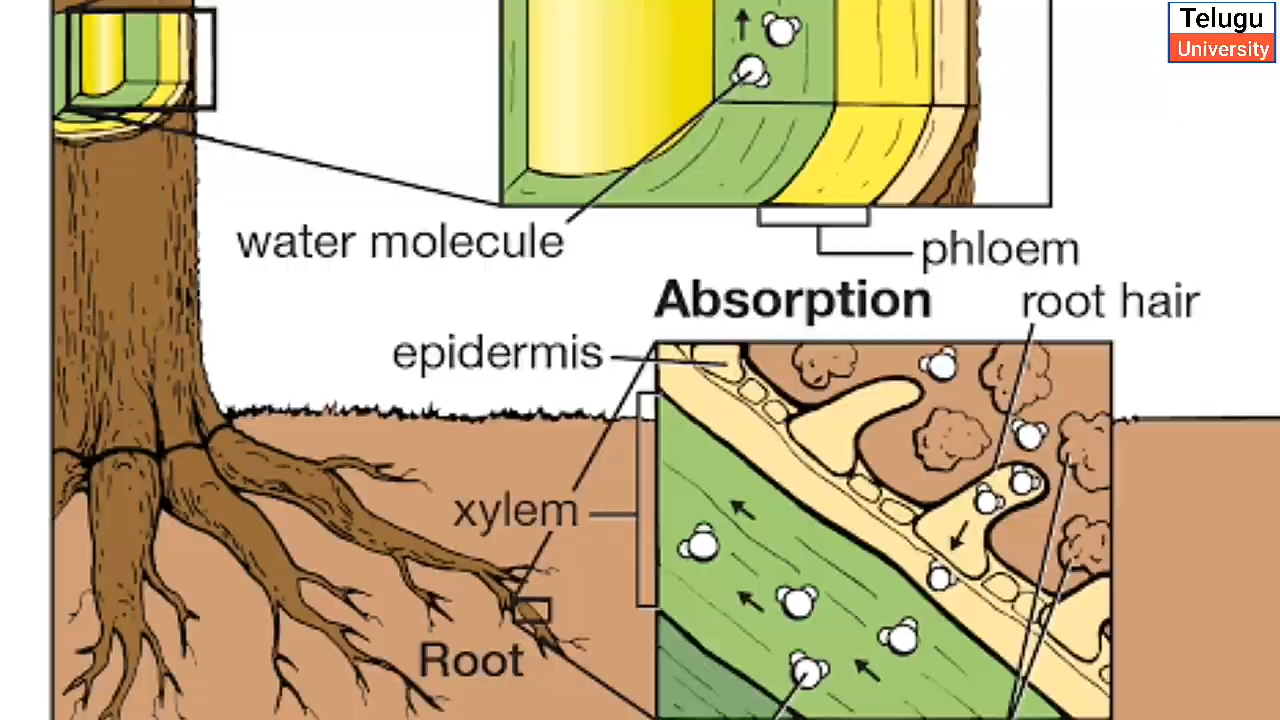 Telugu
University
water molecule
phloem
Absorption
root hair
epidermis
xylem
Root